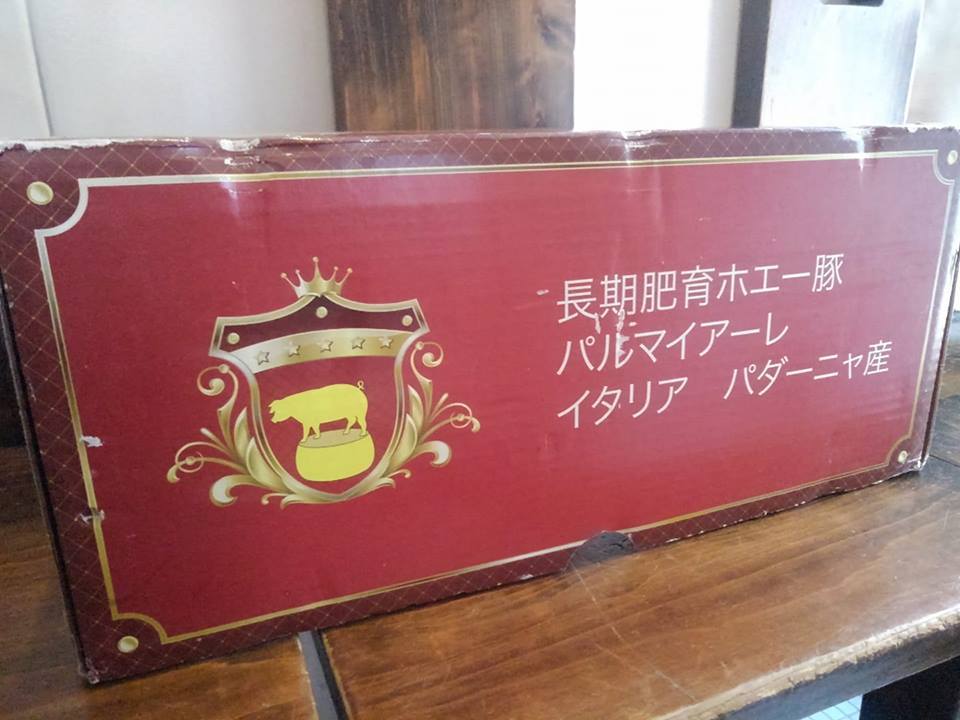 長期肥育ホエー豚
パルマイアーレ
イタリア　パダーニャ産